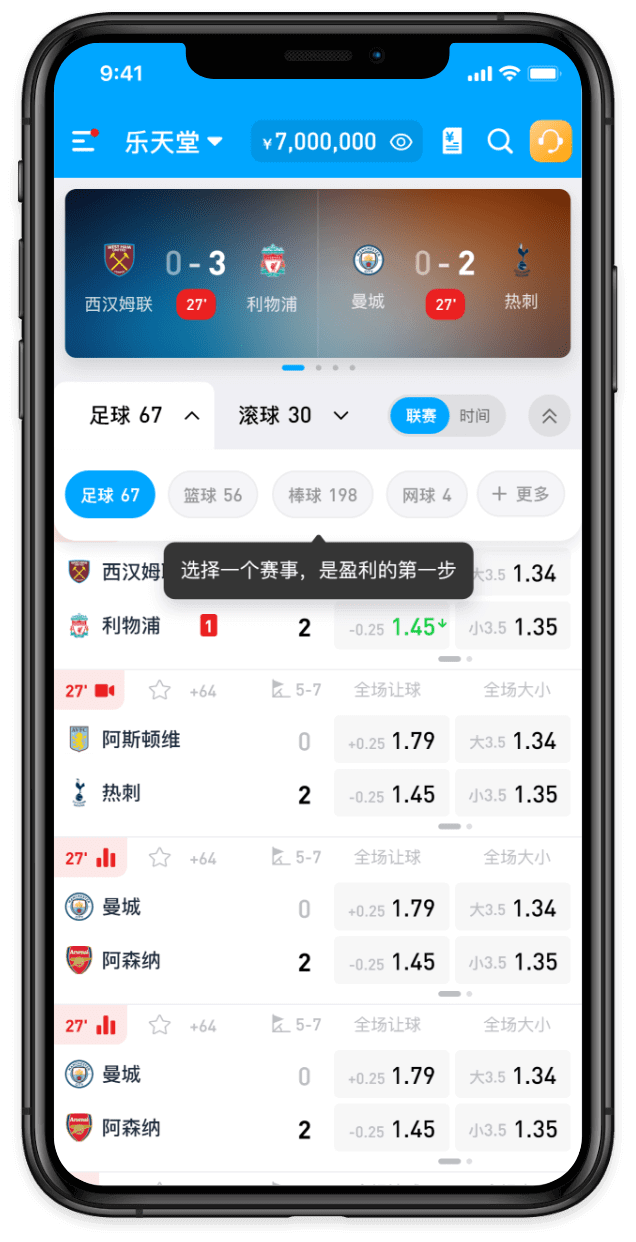 9:41
乐天堂 ¥7,000,000
0 - 3 0 - 2
西汉姆联 27' 利物浦 曼城 27' 热刺
足球 67 滚球 30 联赛 时间
足球 67 篮球 56 棒球 198 网球 4 + 更多
选择一个赛事，是盈利的第一步
西汉姆 大3.5 1.34
利物浦 1 2 -0.25 1.45 小3.5 1.35
27' +64 5-7 全场让球 全场大小
阿斯顿维 0 +0.25 1.79 大3.5 1.34
热刺 2 -0.25 1.45 小3.5 1.35
27' +64 5-7 全场让球 全场大小
曼城 0 +0.25 1.79 大3.5 1.34
阿森纳 2 -0.25 1.45 小3.5 1.35
27' +64 5-7 全场让球 全场大小
曼城 0 +0.25 1.79 大3.5 1.34
阿森纳 2 -0.25 1.45 小3.5 1.35